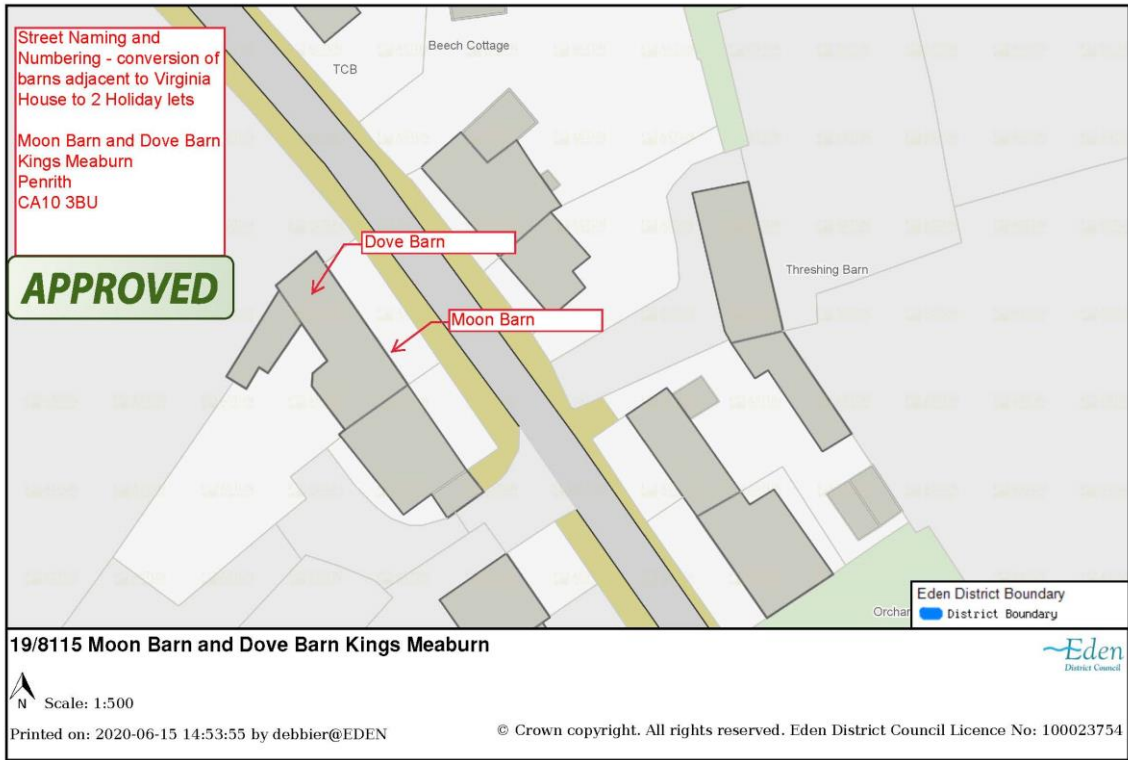 Street Naming and
Numbering - conversion of
barns adjacent to Virginia
House to 2 Holiday lets
Moon Barn and Dove Barn
Kings Meaburn
Penrith
CA10 3BU
APPROVED
Beech Cottage
TCB
Dove Barn
Moon Barn
Threshing Barn
Orchar
Eden District Boundary
District Boundary
19/8115 Moon Barn and Dove Barn Kings Meaburn
Eden
District Council
N
Scale: 1:500
Printed on: 2020-06-15 14:53:55 by debbier@EDEN
© Crown copyright. All rights reserved. Eden District Council Licence No: 100023754